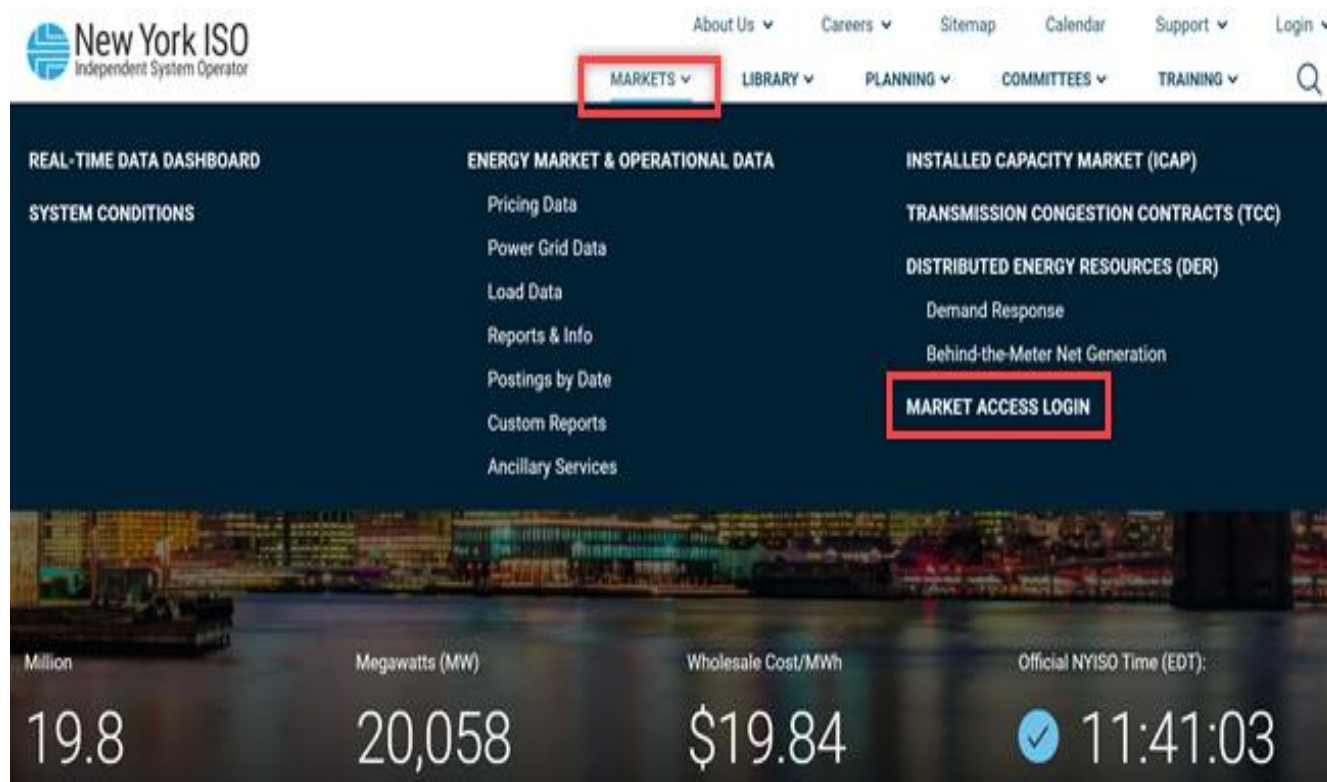 New York ISO
Independent System Operator
About Us Careers Sitemap Calendar Support Login
MARKETS LIBRARY PLANNING COMMITTEES TRAINING
REAL-TIME DATA DASHBOARD
SYSTEM CONDITIONS
ENERGY MARKET & OPERATIONAL DATA
Pricing Data
Power Grid Data
Load Data
Reports & Info
Postings by Date
Custom Reports
Ancillary Services
INSTALLED CAPACITY MARKET (ICAP)
TRANSMISSION CONGESTION CONTRACTS (TCC)
DISTRIBUTED ENERGY RESOURCES (DER)
Demand Response
Behind-the-Meter Net Generation
MARKET ACCESS LOGIN
Million
19.8
Megawatts (MW)
20,058
Wholesale Cost/MWh
$19.84
Official NYISO Time (EDT):
11:41:03